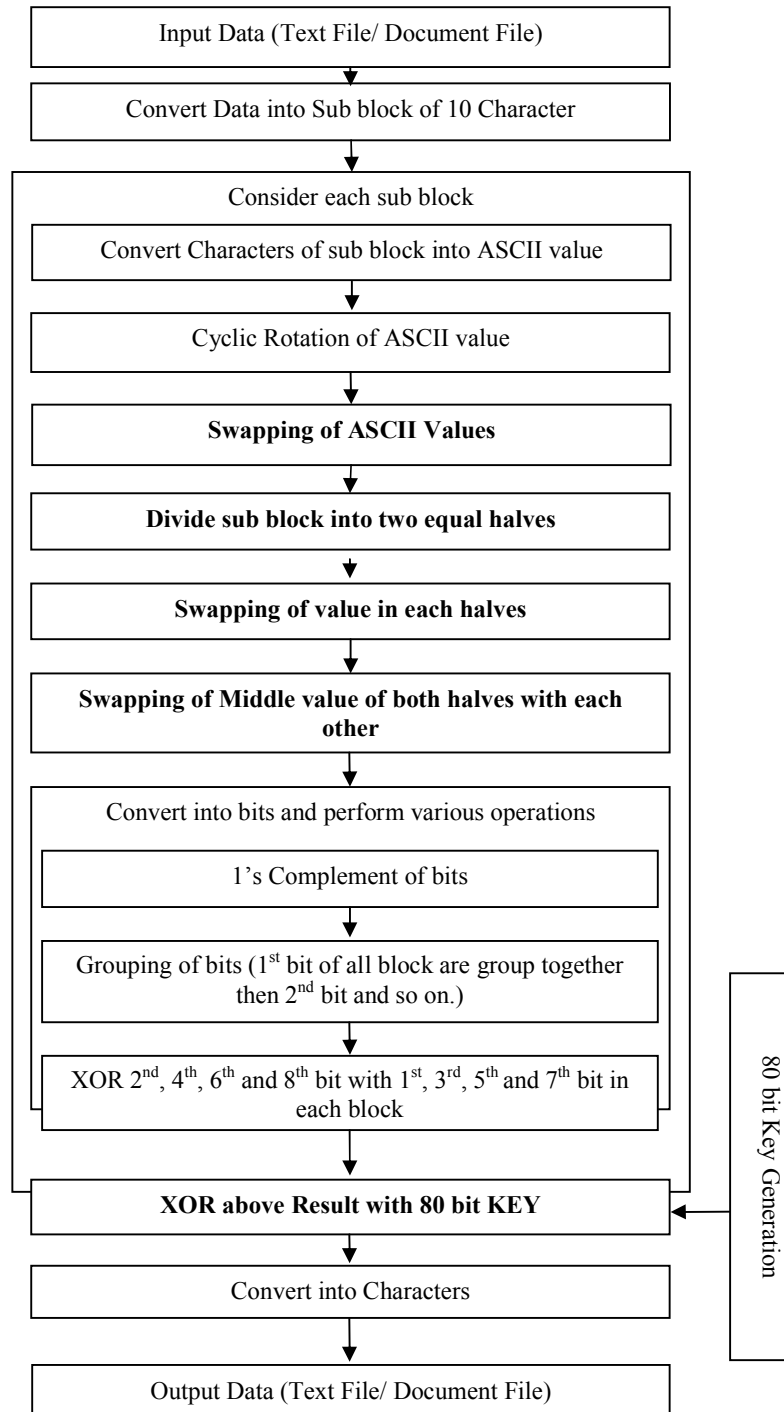 Input Data (Text File/ Document File)
Convert Data into Sub block of 10 Character
Consider each sub block
Convert Characters of sub block into ASCII value
Cyclic Rotation of ASCII value
Swapping of ASCII Values
Divide sub block into two equal halves
Swapping of value in each halves
Swapping of Middle value of both halves with each
other
Convert into bits and perform various operations
1’s Complement of bits
Grouping of bits (1st bit of all block are group together
then 2nd bit and so on.)
XOR 2nd, 4th, 6th and 8th bit with 1st, 3rd, 5th and 7th bit in
each block
XOR above Result with 80 bit KEY
80 bit Key Generation
Convert into Characters
Output Data (Text File/ Document File)